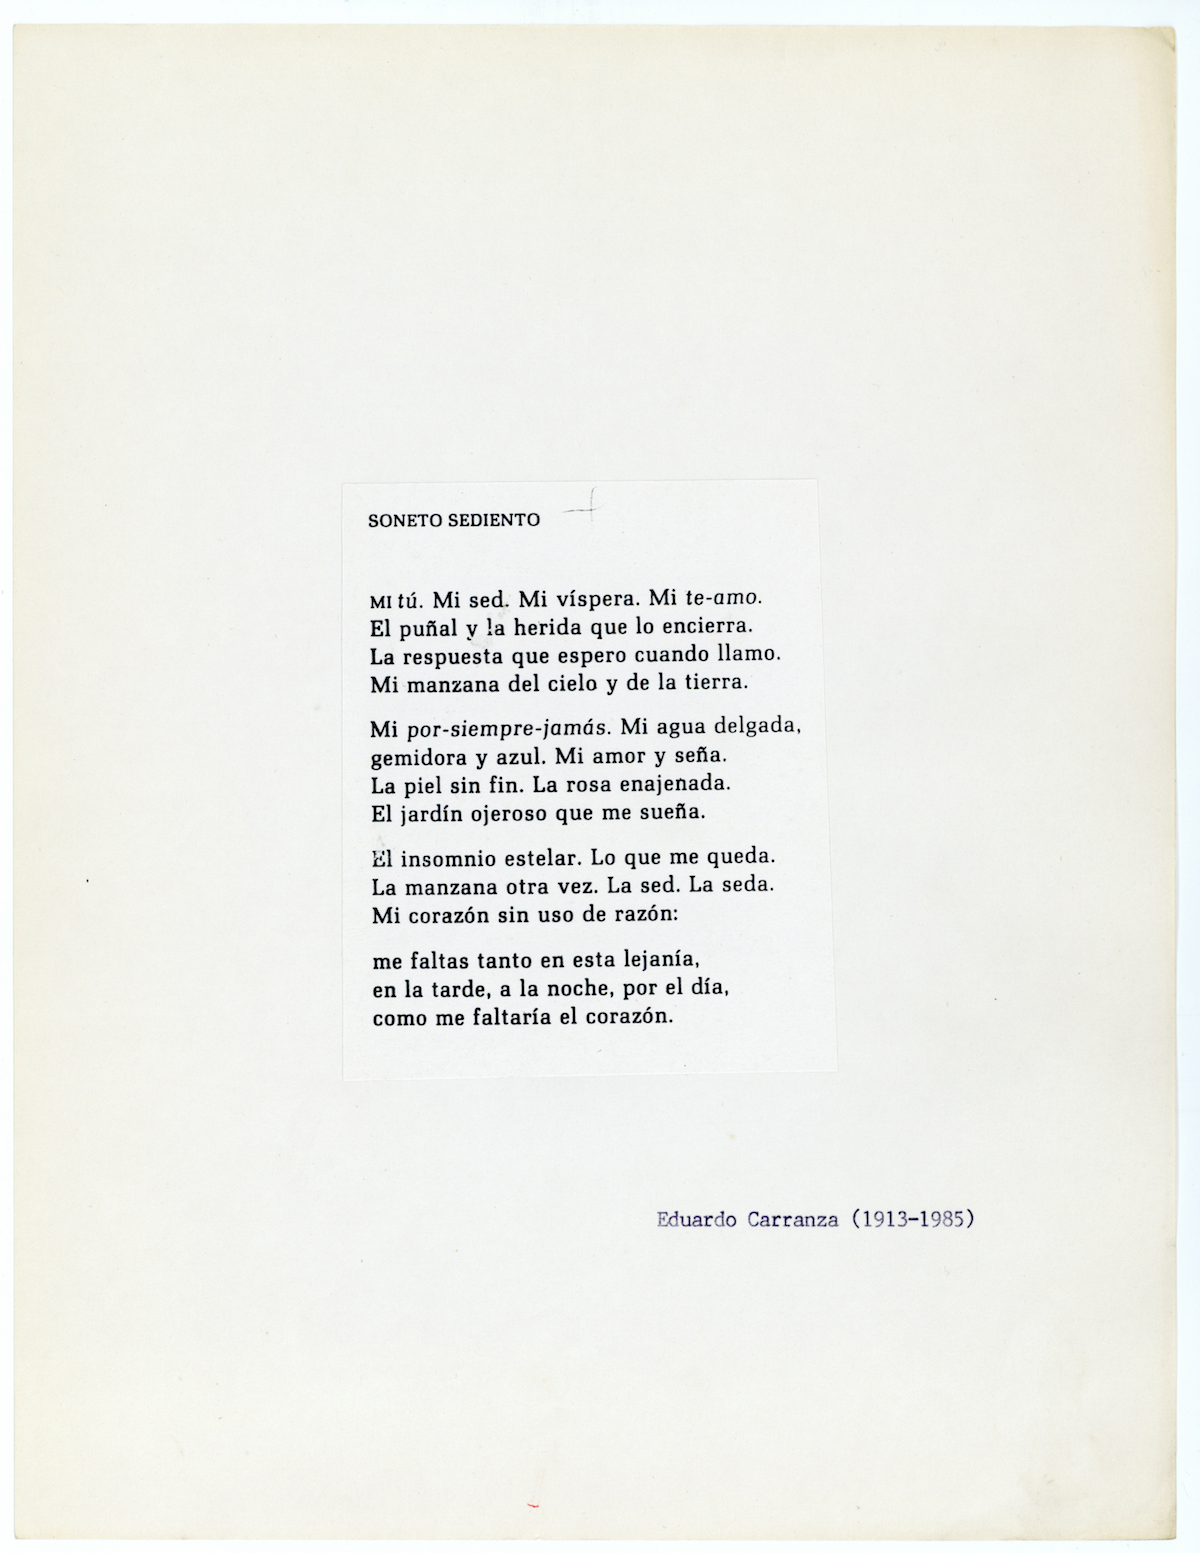 SONETO SEDIENTO
MI tú. Mi sed. Mi víspera. Mi te-amo.
El puñal y la herida que lo encierra.
La respuesta que espero cuando llamo.
Mi manzana del cielo y de la tierra.
Mi por-siempre-jamás. Mi agua delgada,
gemidora y azul. Mi amor y seña.
La piel sin fin. La rosa enajenada.
El jardín ojeroso que me sueña.
El insomnio estelar. Lo que me queda.
La manzana otra vez. La sed. La seda.
Mi corazón sin uso de razón:
me faltas tanto en esta lejanía,
en la tarde, a la noche, por el día,
como me faltaría el corazón.
Eduardo Carranza (1913-1985)